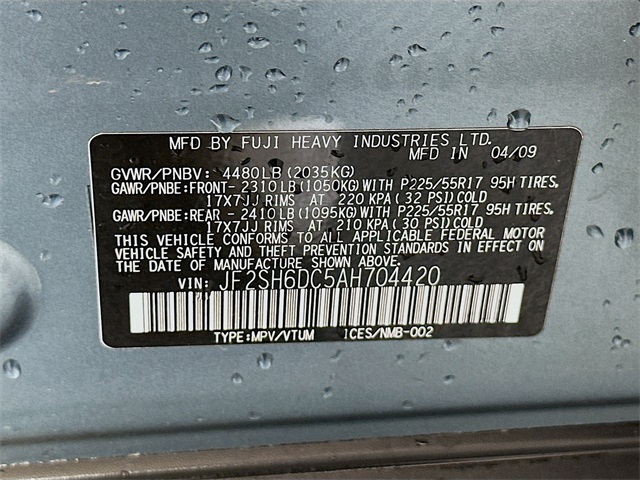 MFD BY FUJI HEAVY INDUSTRIES LTD.
MFD IN 04/09
GVWR/PNBV: 4480LB (2035KG)
GAWR/PNBE:FRONT- 2310LB (1050KG) WITH P225/55R17 95H TIRES,
17X7JJ RIMS AT 220 KPA ( 32 PSI) COLD
GAWR/PNBE:REAR - 2410LB (1095KG) WITH P225/55R17 95H TIRES,
17X7JJ RIMS AT 210 KPA ( 30 PSI) COLD
THIS VEHICLE CONFORMS TO ALL APPLICABLE FEDERAL MOTOR
VEHICLE SAFETY AND THEFT PREVENTION STANDARDS IN EFFECT
ON THE DATE OF MANUFACTURE SHOWN ABOVE.
VIN: JF2SH6DC5AH704420
TYPE:MPV/VTUM ICES/NMB-002